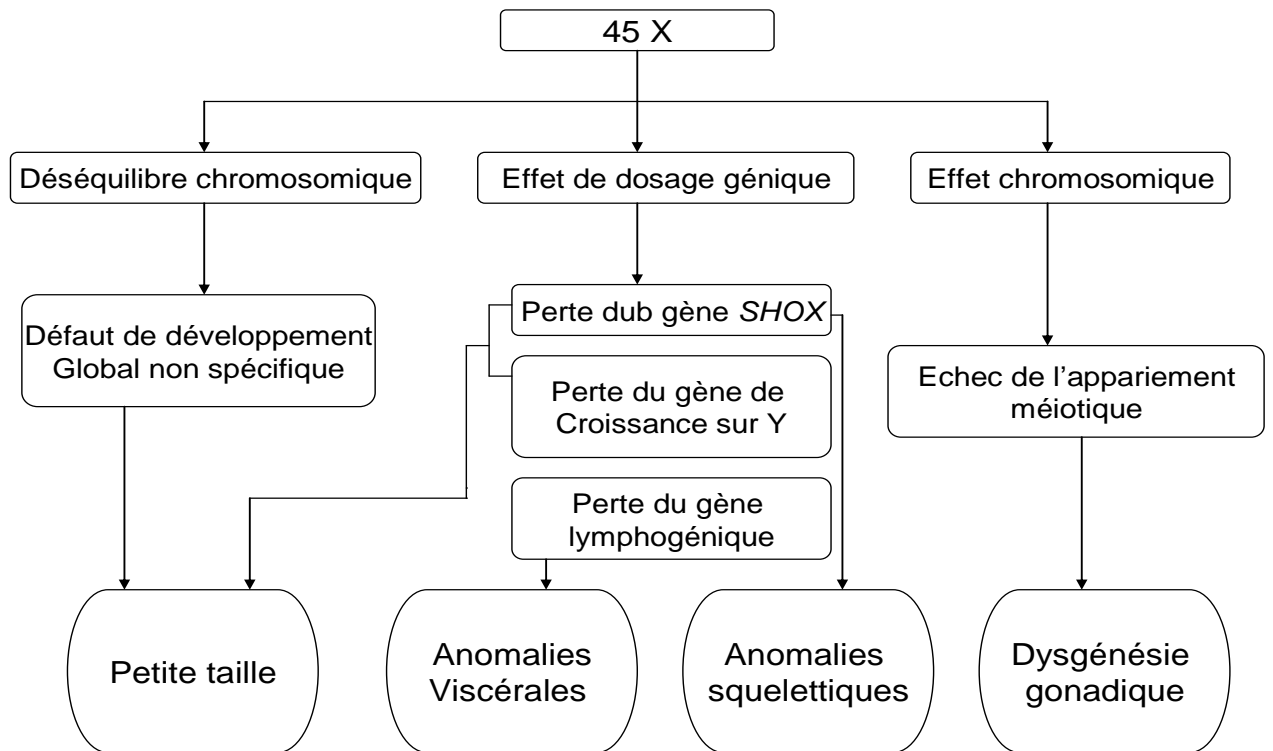 45 X
Déséquilibre chromosomique
Effet de dosage génique
Effet chromosomique
Défaut de développement
Global non spécifique
Perte dub gène SHOX
Perte du gène de
Croissance sur Y
Perte du gène
lymphogénique
Echec de l'appariement
méiotique
Petite taille
Anomalies
Viscérales
Anomalies
squelettiques
Dysgénésie
gonadique